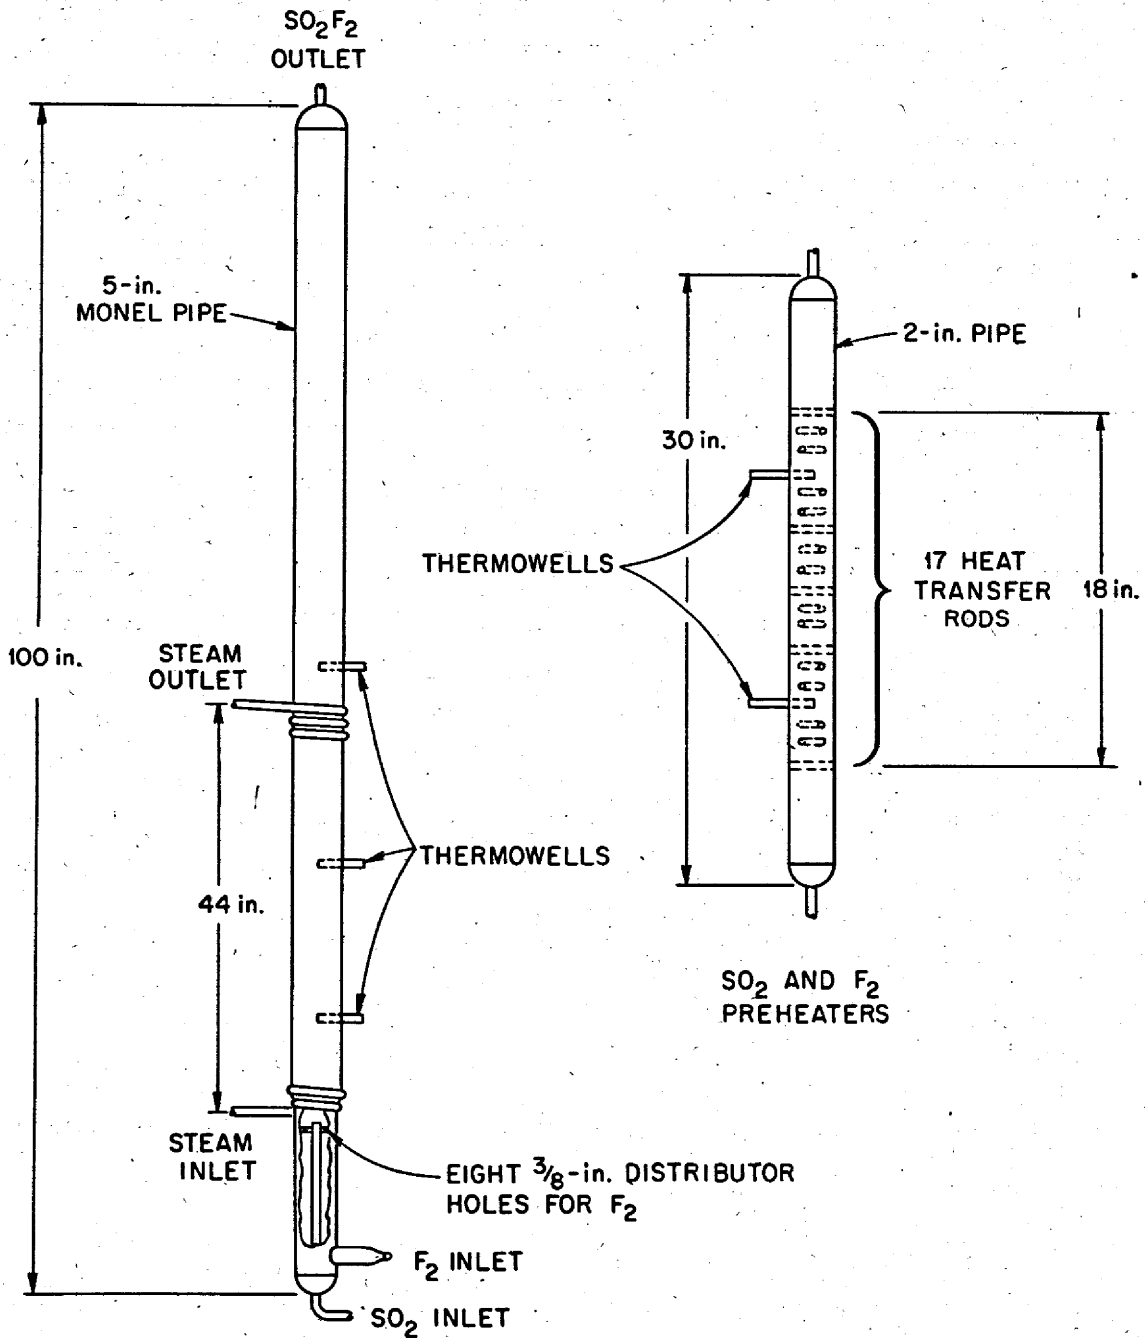 SO2F2
OUTLET
5-in.
MONEL PIPE
2-in. PIPE
30 in.
THERMOWELLS
17 HEAT
TRANSFER
RODS
18 in.
100 in.
STEAM
OUTLET
THERMOWELLS
44 in.
SO2 AND F2
PREHEATERS
STEAM
INLET
EIGHT 3/8-in. DISTRIBUTOR
HOLES FOR F2
F2 INLET
SO2 INLET